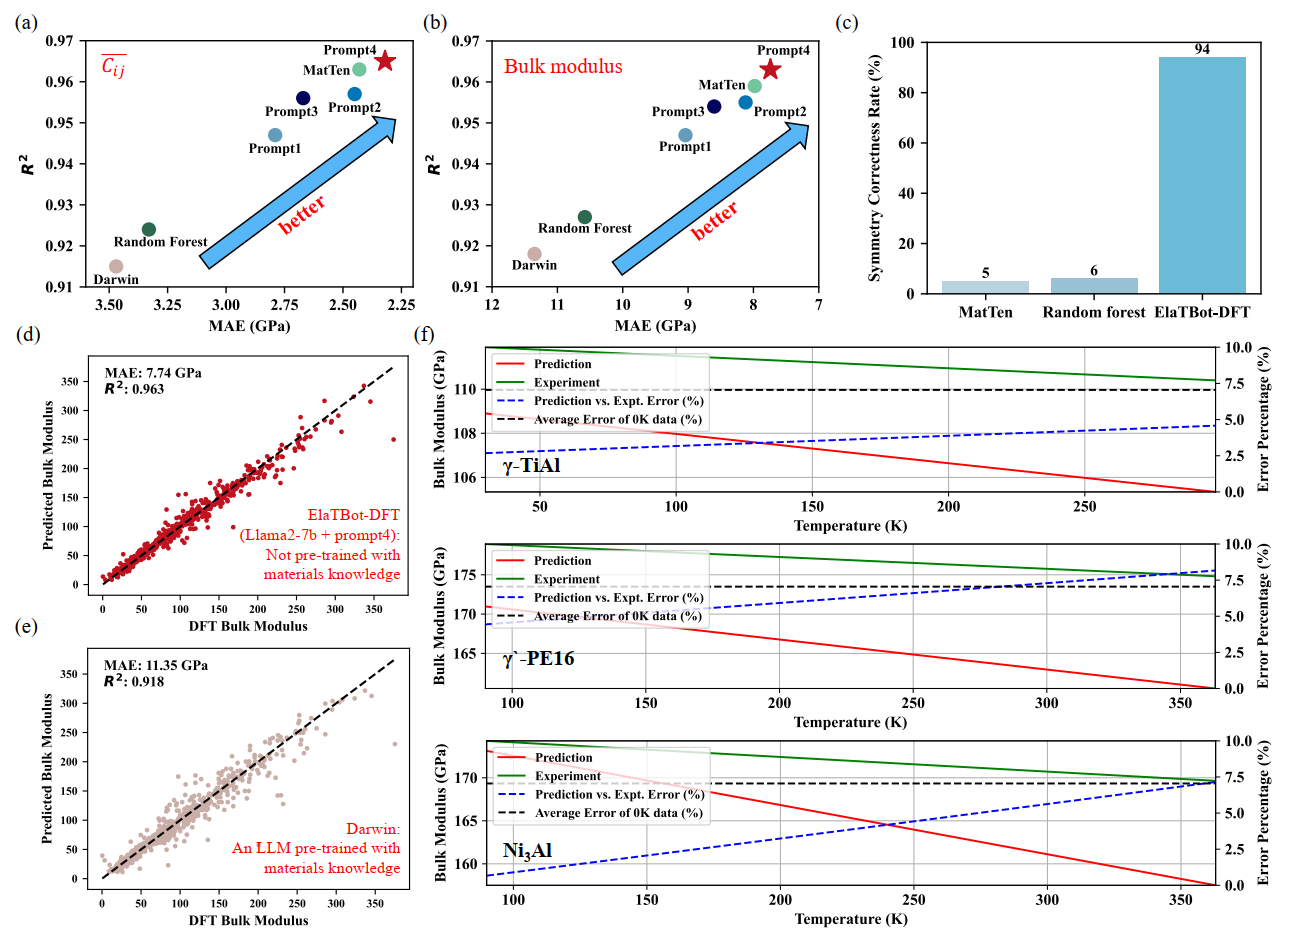 (a)
0.97
0.96
0.95
0.94
0.93
0.92
0.91
R²
3.50
3.25
3.00
2.75
2.50
2.25
MAE (GPa)
C̅ij
Prompt4
MatTen
Prompt3
Prompt2
Prompt1
Random Forest
Darwin
better
(b)
0.97
0.96
0.95
0.94
0.93
0.92
0.91
R²
12
11
10
9
8
7
MAE (GPa)
Bulk modulus
Prompt4
MatTen
Prompt3
Prompt2
Prompt1
Random Forest
Darwin
better
(c)
Symmetry Correctness Rate (%)
100
80
60
40
20
0
5
6
94
MatTen
Random forest
ElaTBot-DFT
(d)
MAE: 7.74 GPa
R²: 0.963
Predicted Bulk Modulus
350
300
250
200
150
100
50
0
0
50
100
150
200
250
300
350
DFT Bulk Modulus
ElaTBot-DFT
(Llama2-7b + prompt4):
Not pre-trained with
materials knowledge
(e)
MAE: 11.35 GPa
R²: 0.918
Predicted Bulk Modulus
350
300
250
200
150
100
50
0
0
50
100
150
200
250
300
350
DFT Bulk Modulus
Darwin:
An LLM pre-trained with
materials knowledge
(f)
Bulk Modulus (GPa)
110
108
106
Prediction
Experiment
Prediction vs. Expt. Error (%)
Average Error of 0K data (%)
γ-TiAl
10.0
7.5
5.0
2.5
0.0
Error Percentage (%)
50
100
150
200
250
Temperature (K)
Bulk Modulus (GPa)
175
170
165
Prediction
Experiment
Prediction vs. Expt. Error (%)
Average Error of 0K data (%)
γ`-PE16
10.0
7.5
5.0
2.5
0.0
Error Percentage (%)
100
150
200
250
300
350
Temperature (K)
Bulk Modulus (GPa)
170
165
160
Prediction
Experiment
Prediction vs. Expt. Error (%)
Average Error of 0K data (%)
Ni₃Al
10.0
7.5
5.0
2.5
0.0
Error Percentage (%)
100
150
200
250
300
350
Temperature (K)